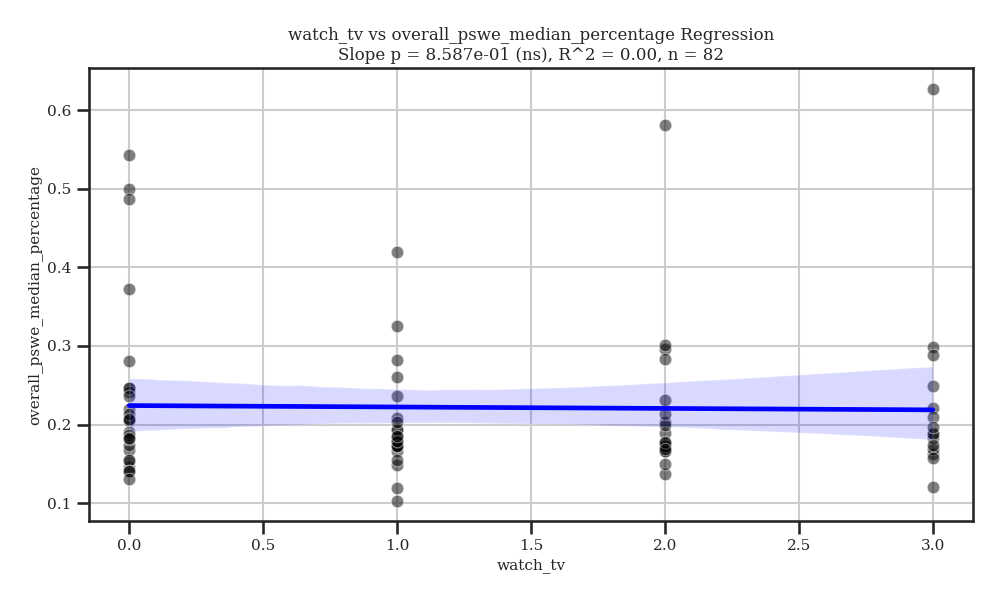 watch_tv vs overall_pswe_median_percentage Regression
Slope p = 8.587e-01 (ns), R^2 = 0.00, n = 82
overall_pswe_median_percentage
0.6
0.5
0.4
0.3
0.2
0.1
0.0 0.5 1.0 1.5 2.0 2.5 3.0
watch_tv